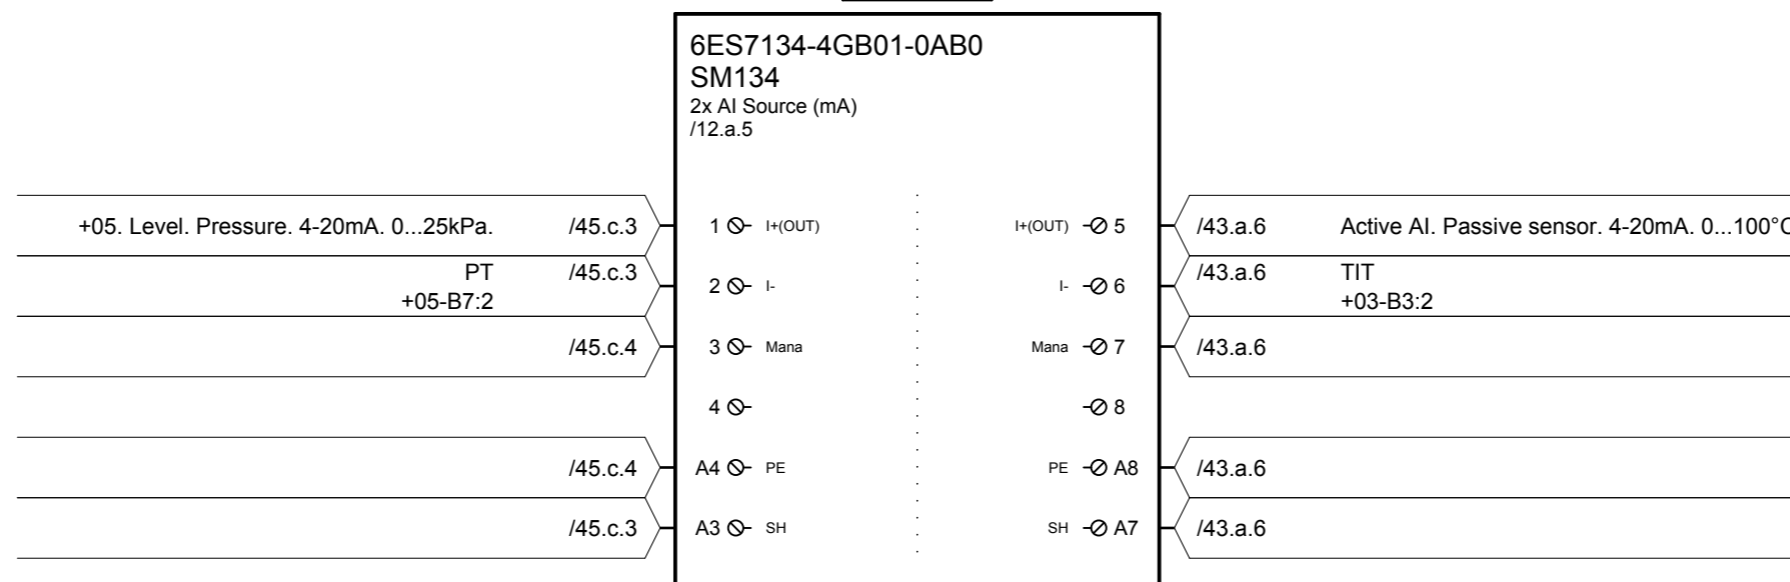 6ES7134-4GB01-0AB0
SM134
2x AI Source (mA)
/12.a.5
+05. Level. Pressure. 4-20mA. 0...25kPa. /45.c.3 1 I+(OUT) I+(OUT) 5 /43.a.6 Active AI. Passive sensor. 4-20mA. 0...100°C
PT /45.c.3 2 I- I- 6 /43.a.6 TIT
+05-B7:2 +03-B3:2
/45.c.4 3 Mana Mana 7 /43.a.6
4 8
/45.c.4 A4 PE PE A8 /43.a.6
/45.c.3 A3 SH SH A7 /43.a.6